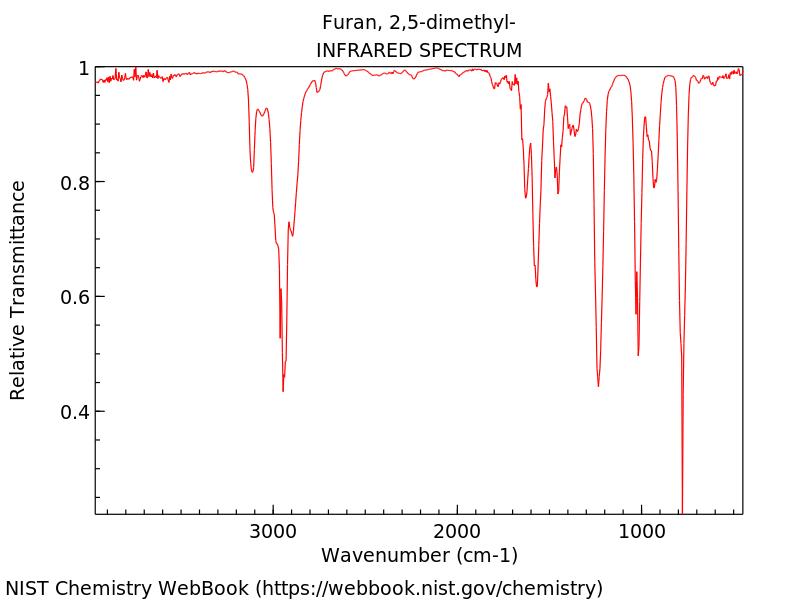 Furan, 2,5-dimethyl-
INFRARED SPECTRUM
1
0.8
0.6
0.4
Relative Transmittance
3000 2000 1000
Wavenumber (cm-1)
NIST Chemistry WebBook (https://webbook.nist.gov/chemistry)